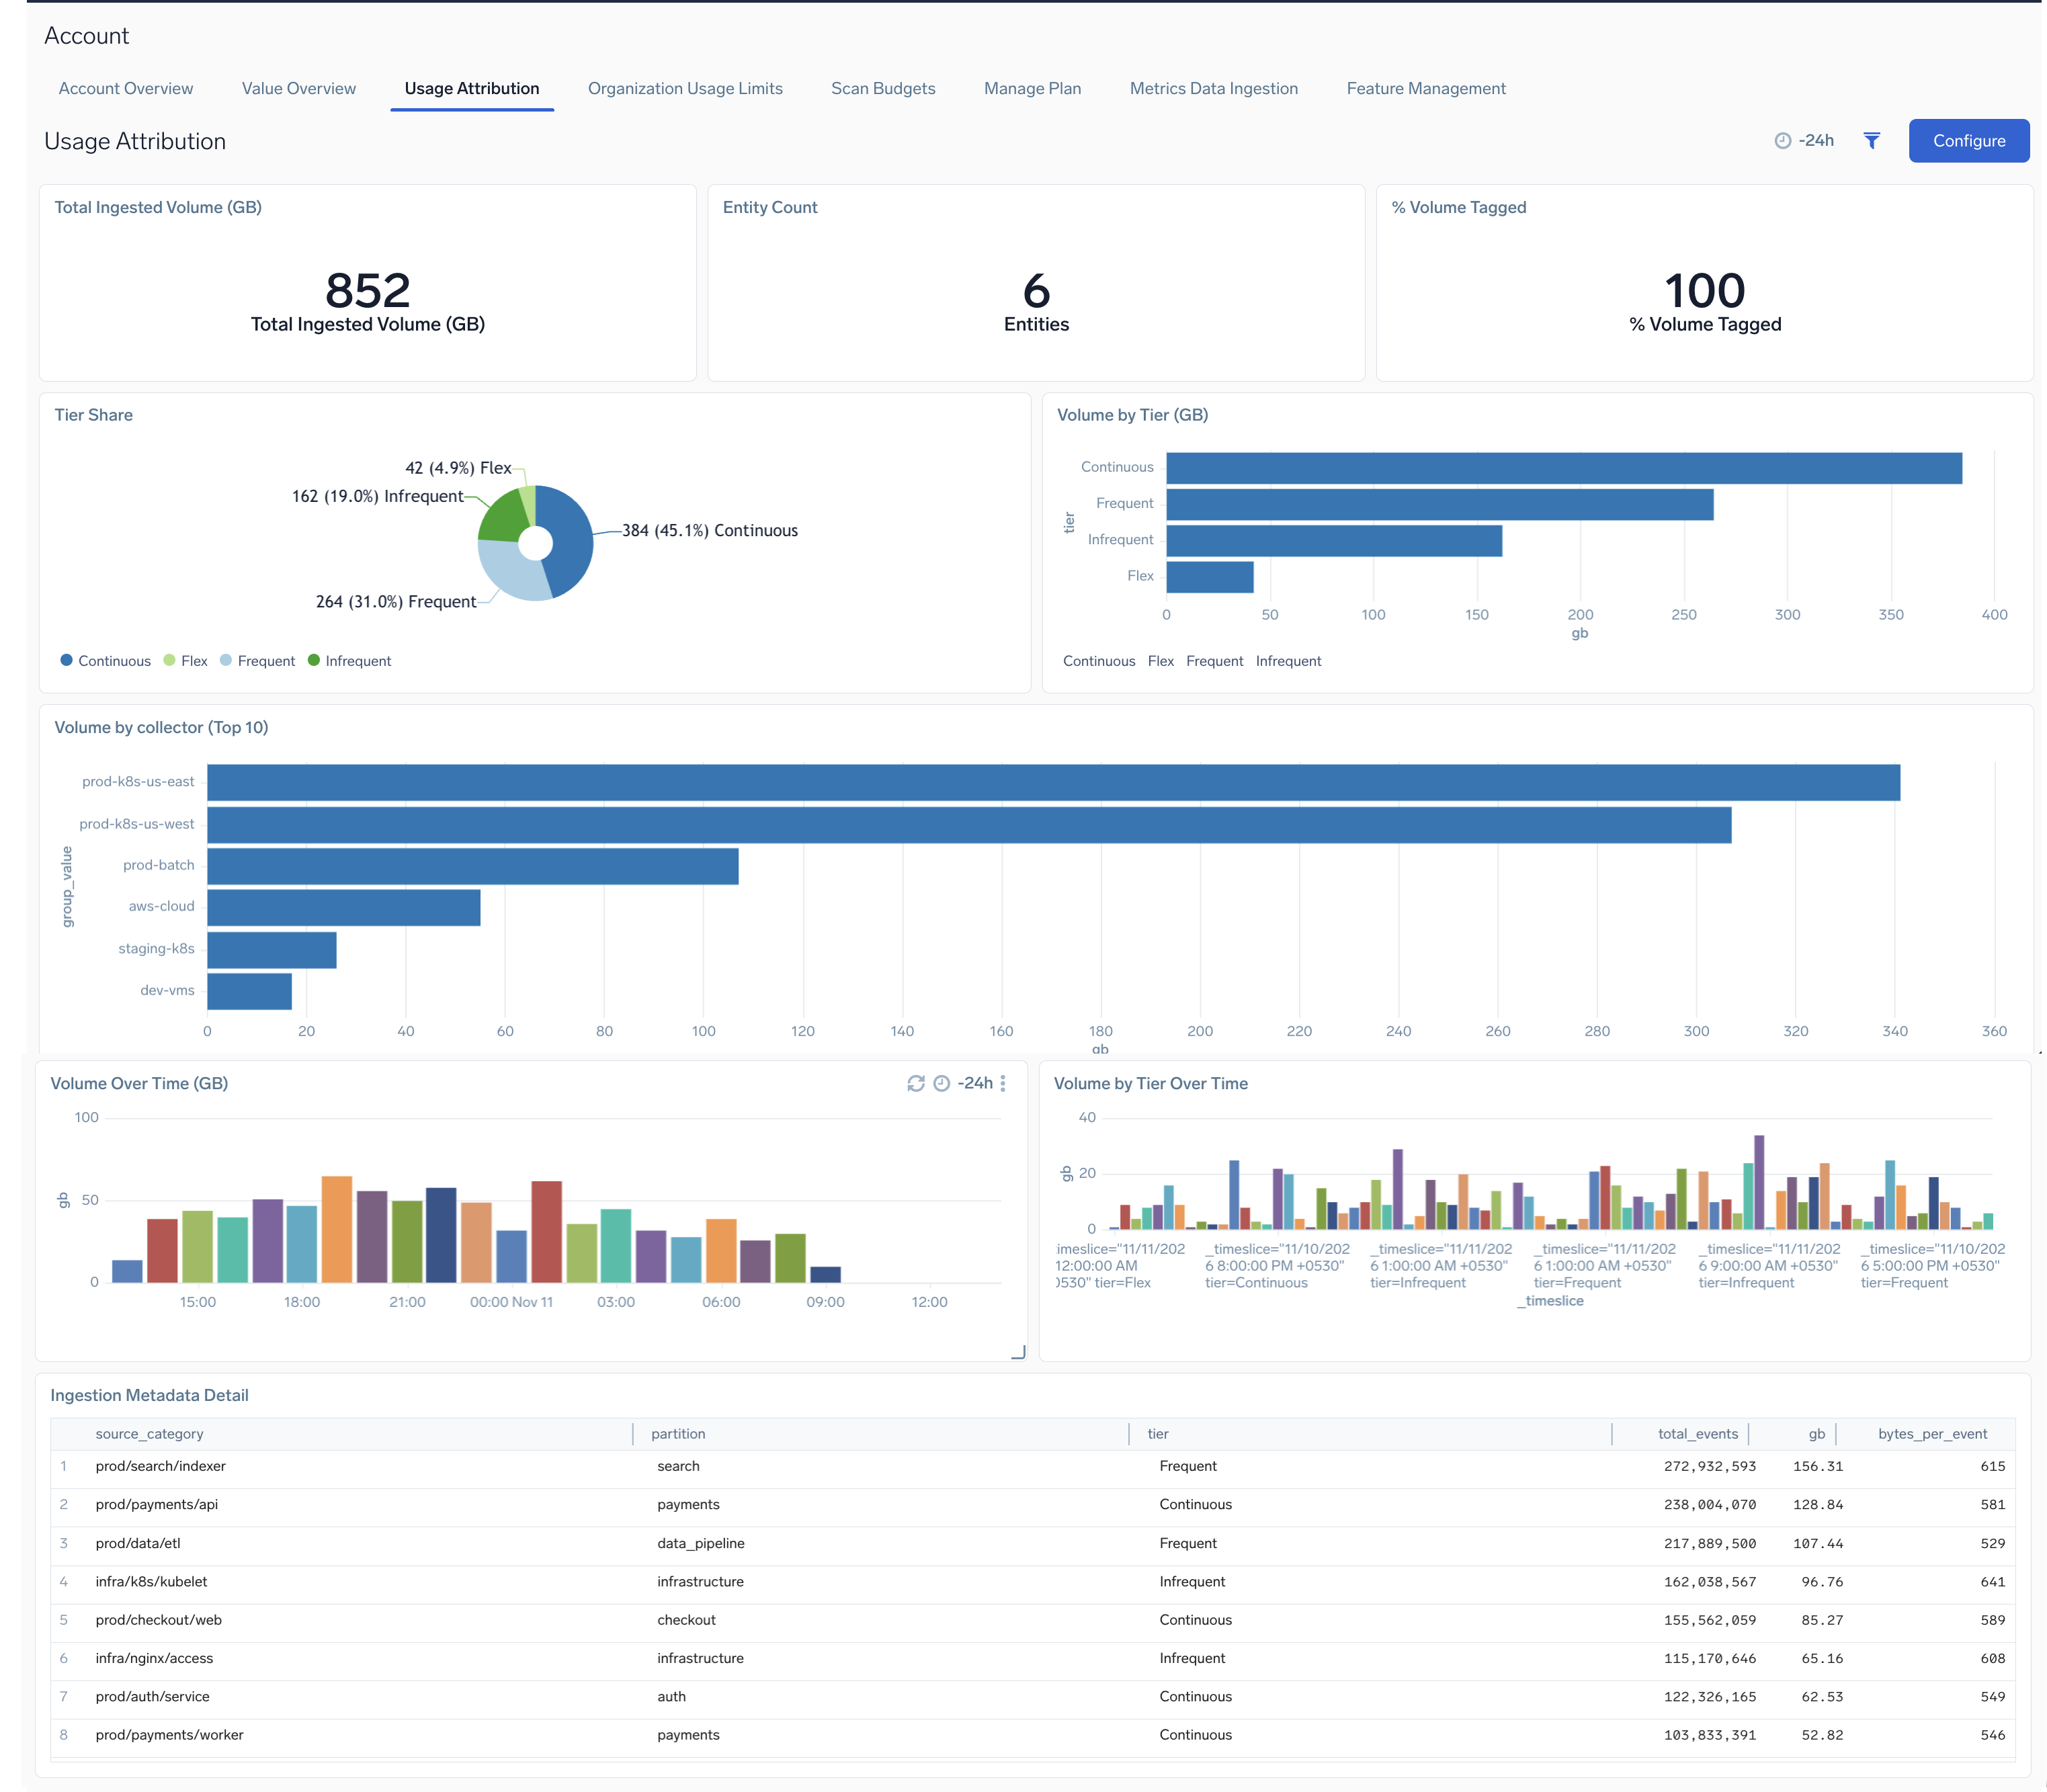 Account
Account Overview Value Overview Usage Attribution Organization Usage Limits Scan Budgets Manage Plan Metrics Data Ingestion Feature Management
Usage Attribution -24h Configure
Total Ingested Volume (GB)
852
Total Ingested Volume (GB)
Entity Count
6
Entities
% Volume Tagged
100
% Volume Tagged
Tier Share
42 (4.9%) Flex
162 (19.0%) Infrequent
384 (45.1%) Continuous
264 (31.0%) Frequent
Continuous Flex Frequent Infrequent
Volume by Tier (GB)
tier
Continuous
Frequent
Infrequent
Flex
0 50 100 150 200 250 300 350 400
gb
Continuous Flex Frequent Infrequent
Volume by collector (Top 10)
group_value
prod-k8s-us-east
prod-k8s-us-west
prod-batch
aws-cloud
staging-k8s
dev-vms
0 20 40 60 80 100 120 140 160 180 200 220 240 260 280 300 320 340 360
gb
Volume Over Time (GB) -24h
100
gb
50
0
15:00 18:00 21:00 00:00 Nov 11 03:00 06:00 09:00 12:00
Volume by Tier Over Time
40
gb
20
0
imeslice="11/11/202
12:00:00 AM
0530" tier=Flex
_timeslice="11/10/202
6 8:00:00 PM +0530"
tier=Continuous
_timeslice="11/11/202
6 1:00:00 AM +0530"
tier=Infrequent
_timeslice="11/11/202
6 1:00:00 AM +0530"
tier=Frequent
_timeslice="11/11/202
6 9:00:00 AM +0530"
tier=Infrequent
_timeslice="11/10/202
6 5:00:00 PM +0530"
tier=Frequent
_timeslice
Ingestion Metadata Detail
source_category partition tier total_events gb bytes_per_event
1 prod/search/indexer search Frequent 272,932,593 156.31 615
2 prod/payments/api payments Continuous 238,004,070 128.84 581
3 prod/data/etl data_pipeline Frequent 217,889,500 107.44 529
4 infra/k8s/kubelet infrastructure Infrequent 162,038,567 96.76 641
5 prod/checkout/web checkout Continuous 155,562,059 85.27 589
6 infra/nginx/access infrastructure Infrequent 115,170,646 65.16 608
7 prod/auth/service auth Continuous 122,326,165 62.53 549
8 prod/payments/worker payments Continuous 103,833,391 52.82 546